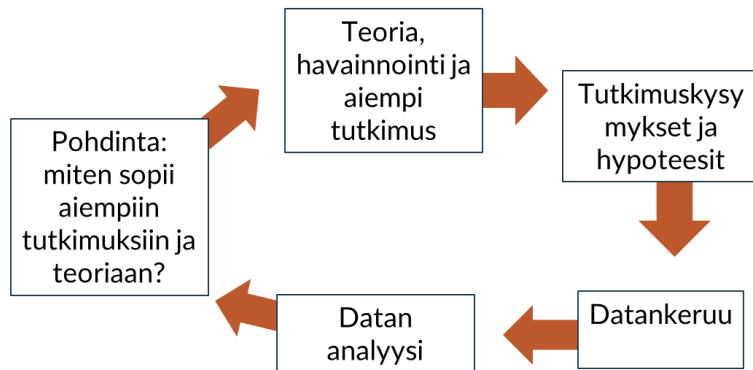 Teoria,
havainnointi ja
aiempi
tutkimus
Tutkimuskysy
mykset ja
hypoteesit
Datankeruu
Datan
analyysi
Pohdinta:
miten sopii
aiempiin
tutkimuksiin ja
teoriaan?